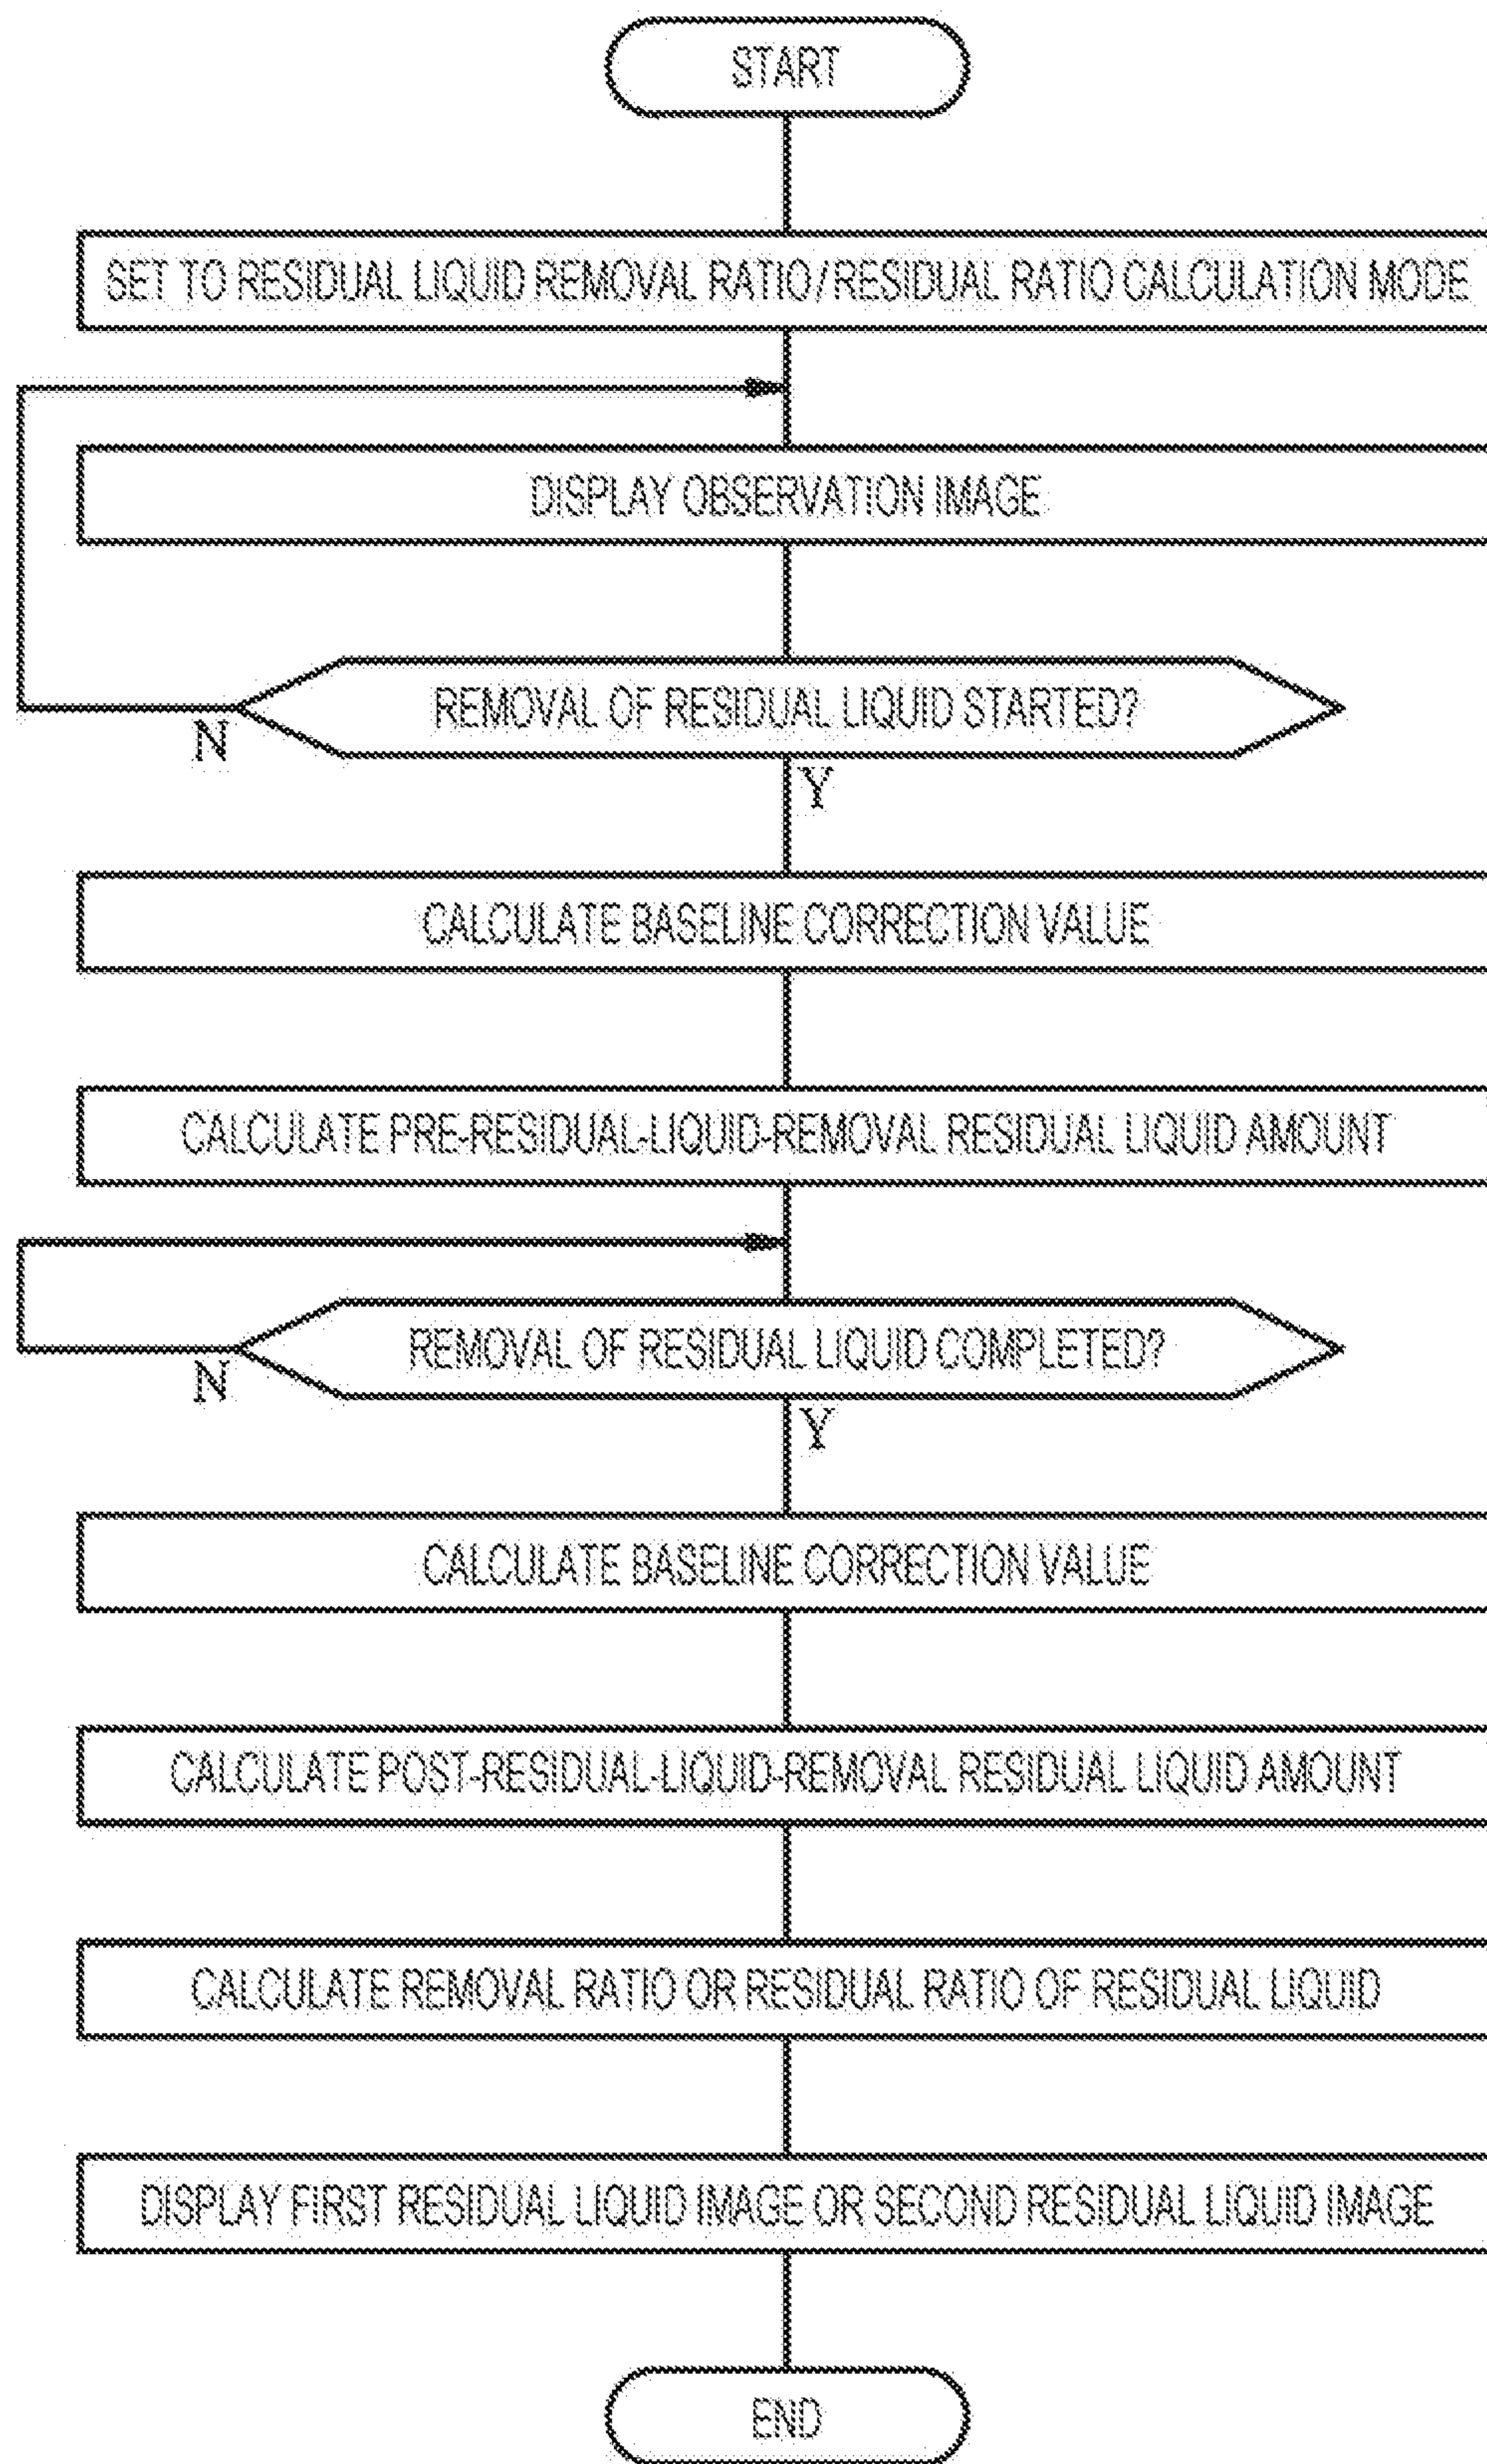 START
SET TO RESIDUAL LIQUID REMOVAL RATIO/RESIDUAL RATIO CALCULATION MODE
DISPLAY OBSERVATION IMAGE
REMOVAL OF RESIDUAL LIQUID STARTED?
N
Y
CALCULATE BASELINE CORRECTION VALUE
CALCULATE PRE-RESIDUAL-LIQUID-REMOVAL RESIDUAL LIQUID AMOUNT
REMOVAL OF RESIDUAL LIQUID COMPLETED?
N
Y
CALCULATE BASELINE CORRECTION VALUE
CALCULATE POST-RESIDUAL-LIQUID-REMOVAL RESIDUAL LIQUID AMOUNT
CALCULATE REMOVAL RATIO OR RESIDUAL RATIO OF RESIDUAL LIQUID
DISPLAY FIRST RESIDUAL LIQUID IMAGE OR SECOND RESIDUAL LIQUID IMAGE
END